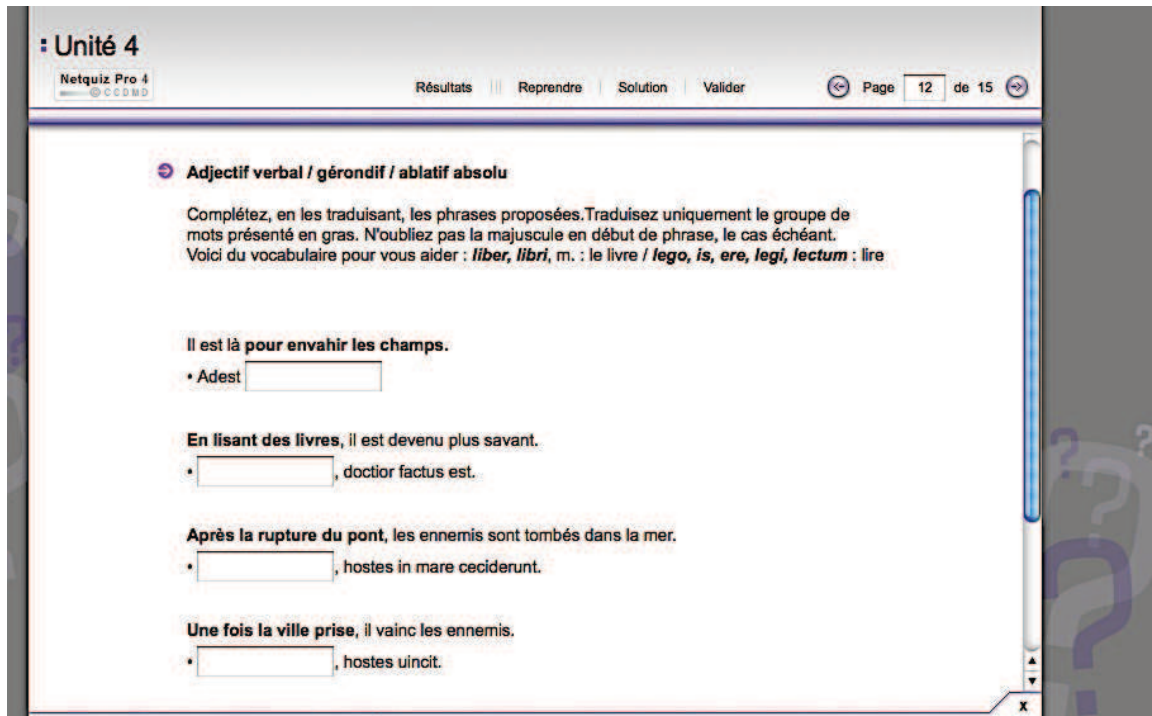 Unité 4
Netquiz Pro 4
©CCDMD
Résultats Reprendre Solution Valider Page 12 de 15
Adjectif verbal / gérondif / ablatif absolu
Complétez, en les traduisant, les phrases proposées.Traduisez uniquement le groupe de
mots présenté en gras. N'oubliez pas la majuscule en début de phrase, le cas échéant.
Voici du vocabulaire pour vous aider : liber, libri, m. : le livre / lego, is, ere, legi, lectum : lire
Il est là pour envahir les champs.
• Adest
En lisant des livres, il est devenu plus savant.
• , doctior factus est.
Après la rupture du pont, les ennemis sont tombés dans la mer.
• , hostes in mare ceciderunt.
Une fois la ville prise, il vainc les ennemis.
• , hostes uincit.
x